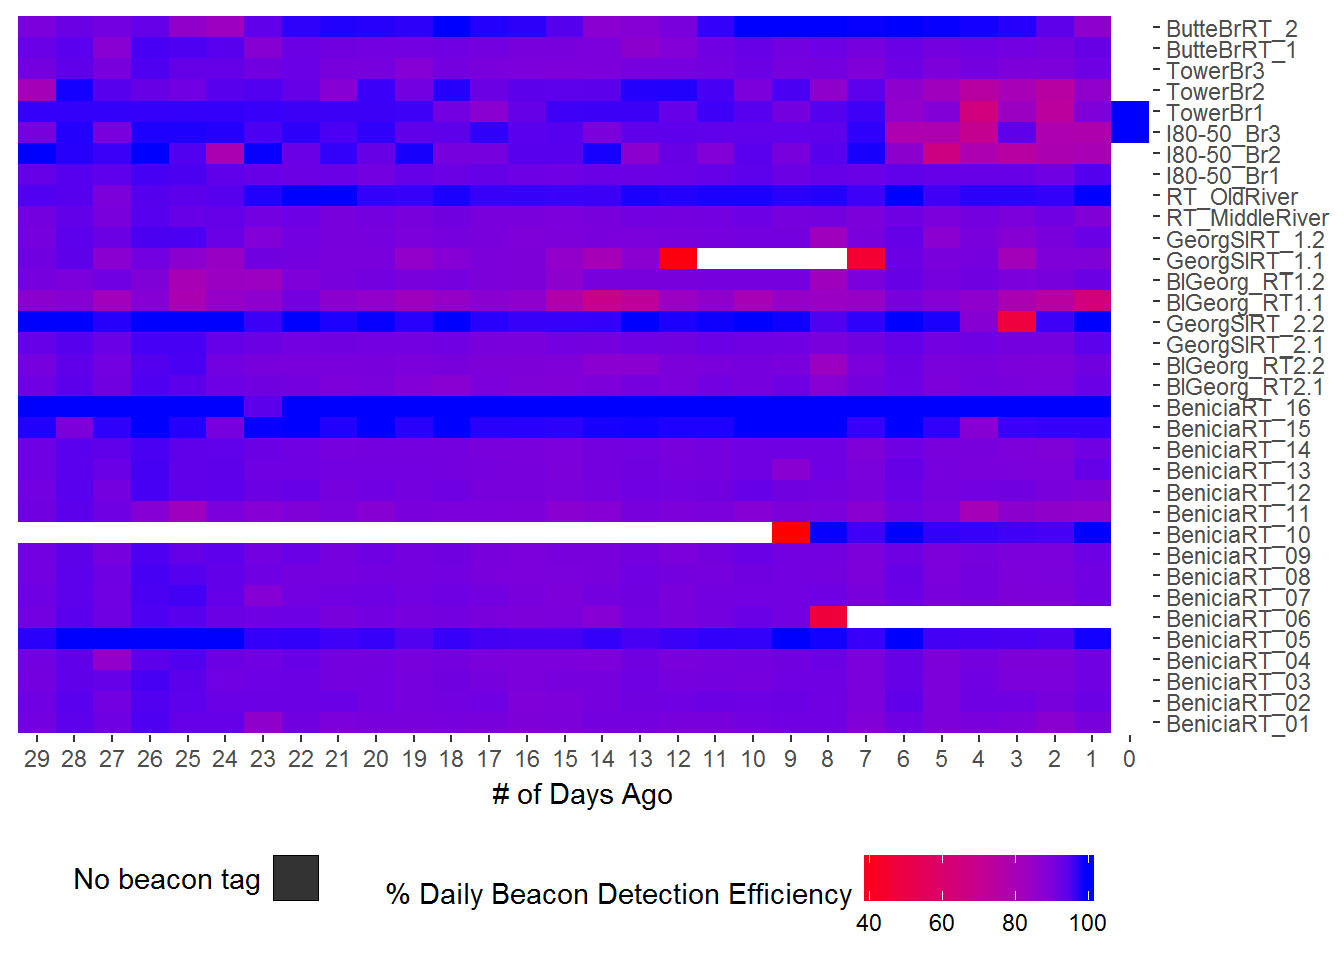 ButteBrRT_2
ButteBrRT_1
TowerBr3
TowerBr2
TowerBr1
I80-50_Br3
I80-50_Br2
I80-50_Br1
RT_OldRiver
RT_MiddleRiver
GeorgSlRT_1.2
GeorgSlRT_1.1
BlGeorg_RT1.2
BlGeorg_RT1.1
GeorgSlRT_2.2
GeorgSlRT_2.1
BlGeorg_RT2.2
BlGeorg_RT2.1
BeniciaRT_16
BeniciaRT_15
BeniciaRT_14
BeniciaRT_13
BeniciaRT_12
BeniciaRT_11
BeniciaRT_10
BeniciaRT_09
BeniciaRT_08
BeniciaRT_07
BeniciaRT_06
BeniciaRT_05
BeniciaRT_04
BeniciaRT_03
BeniciaRT_02
BeniciaRT_01
29 28 27 26 25 24 23 22 21 20 19 18 17 16 15 14 13 12 11 10 9 8 7 6 5 4 3 2 1 0
# of Days Ago
No beacon tag
% Daily Beacon Detection Efficiency
40 60 80 100